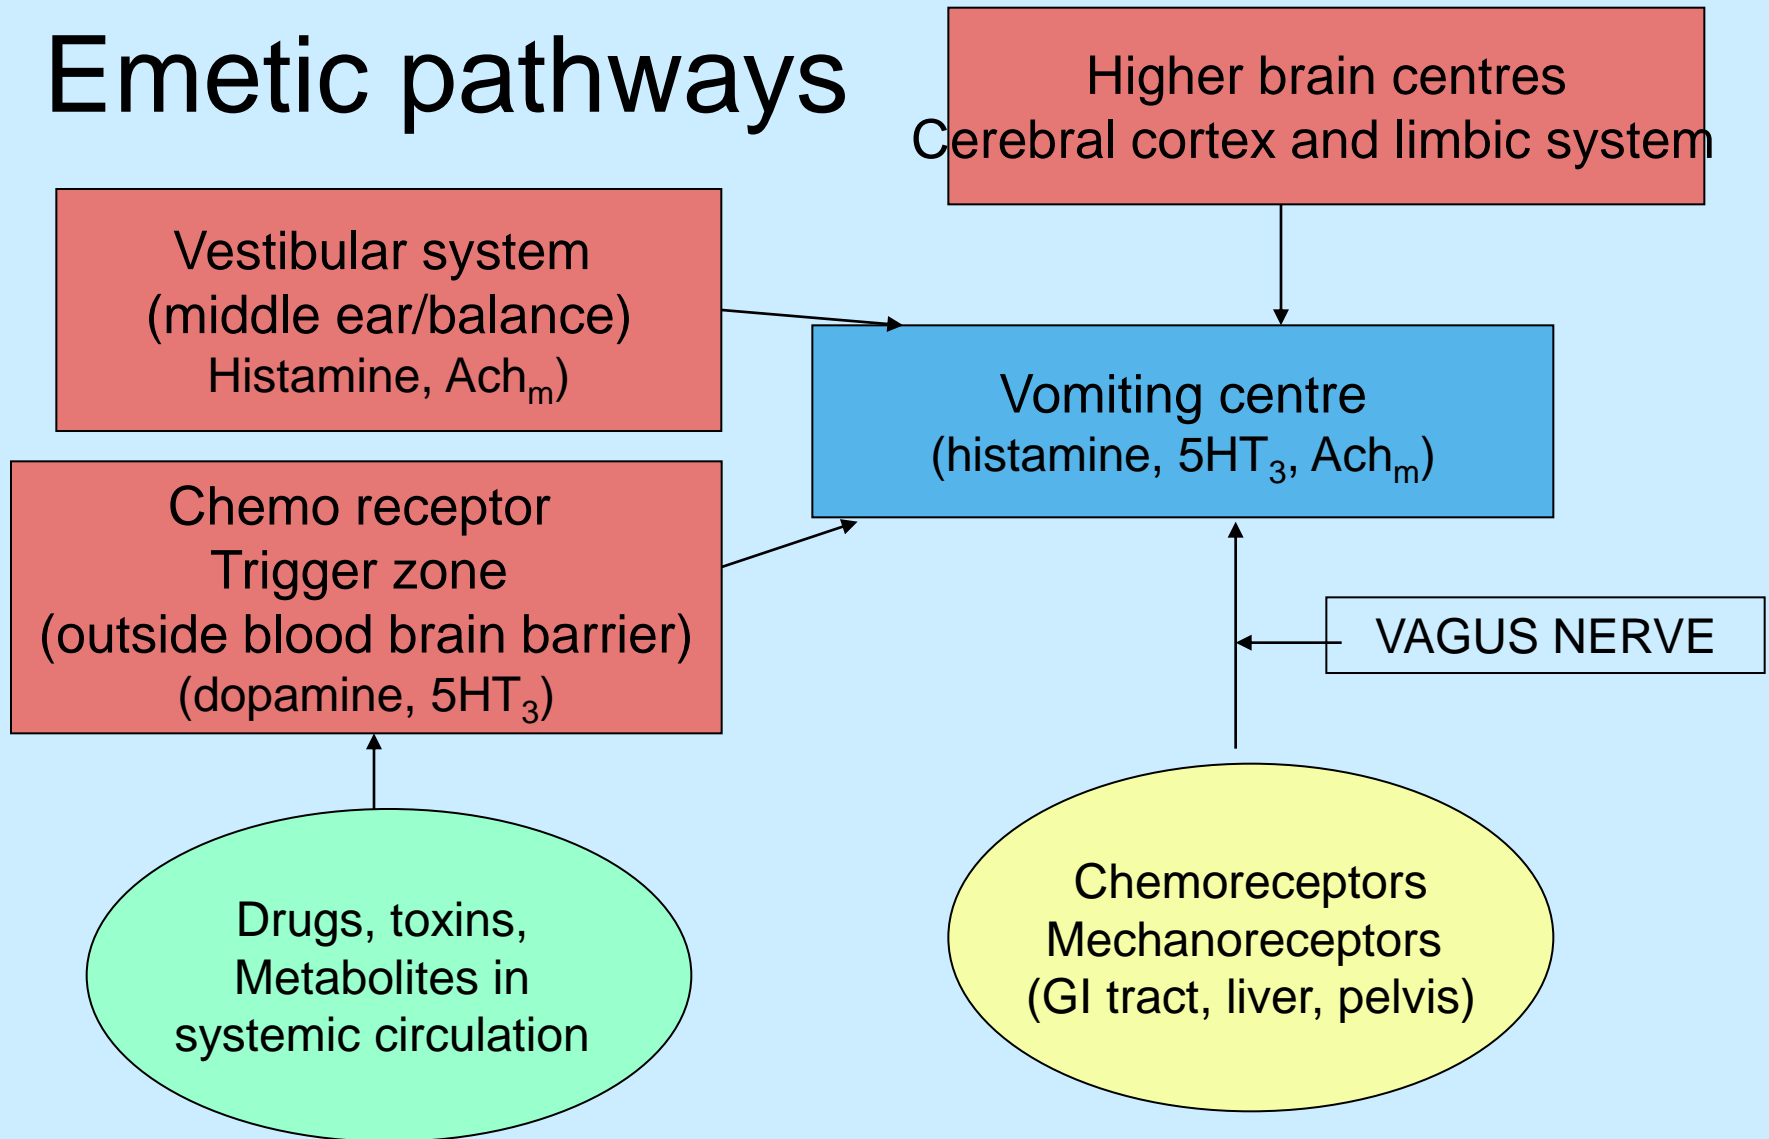 Emetic pathways
Higher brain centres
Cerebral cortex and limbic system
Vestibular system
(middle ear/balance)
Histamine, Achₘ)
Vomiting centre
(histamine, 5HT₃, Achₘ)
Chemo receptor
Trigger zone
(outside blood brain barrier)
(dopamine, 5HT₃)
VAGUS NERVE
Drugs, toxins,
Metabolites in
systemic circulation
Chemoreceptors
Mechanoreceptors
(GI tract, liver, pelvis)